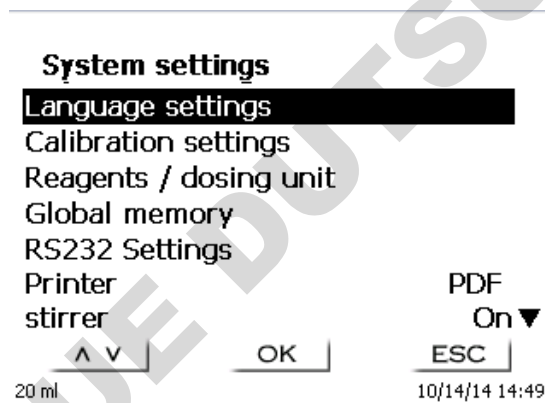 System settings
Language settings
Calibration settings
Reagents / dosing unit
Global memory
RS232 Settings
Printer PDF
stirrer On ▼
∧ ∨ OK ESC
20 ml 10/14/14 14:49